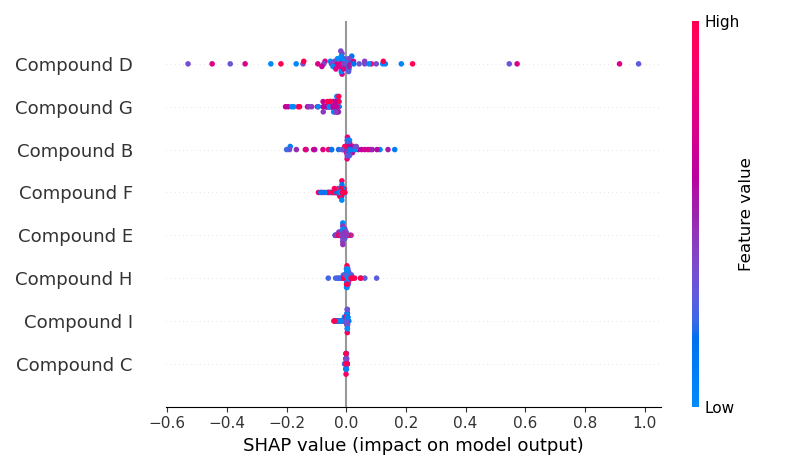 High
Compound D
Compound G
Compound B
Compound F
Compound E
Compound H
Compound I
Compound C
Feature value
Low
−0.6 −0.4 −0.2 0.0 0.2 0.4 0.6 0.8 1.0
SHAP value (impact on model output)